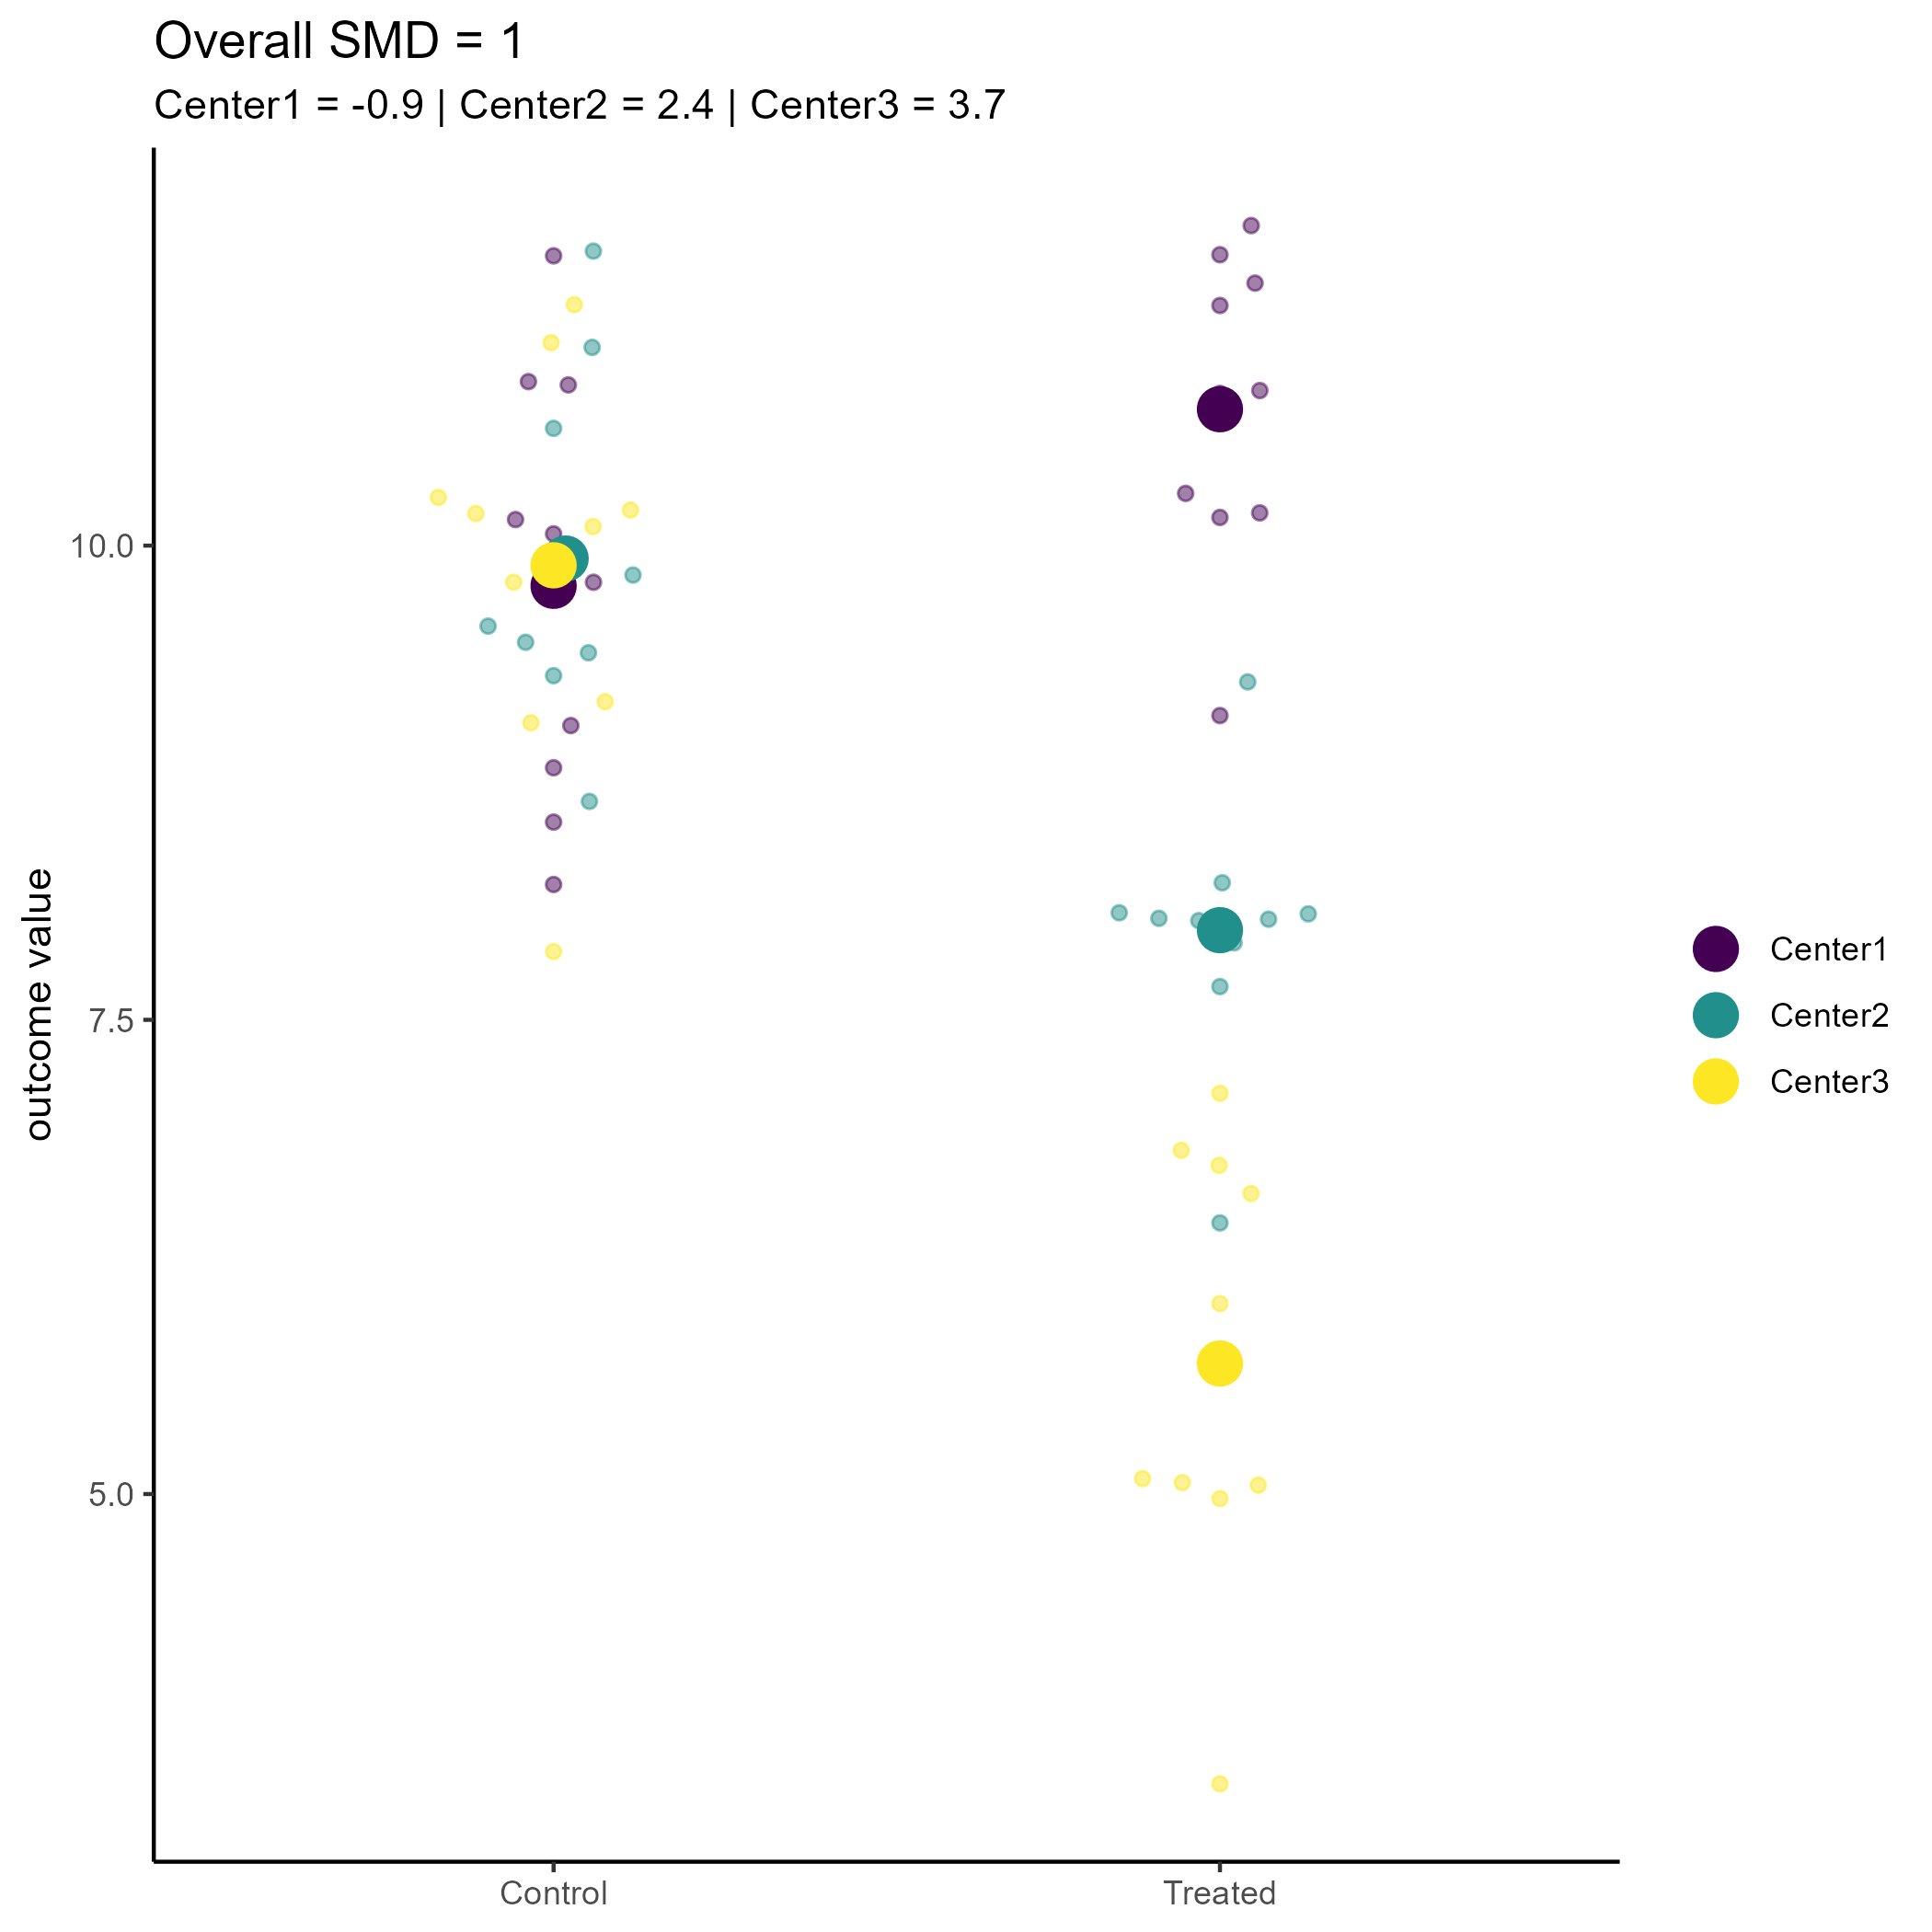 Overall SMD = 1
Center1 = -0.9 | Center2 = 2.4 | Center3 = 3.7
outcome value
10.0
7.5
5.0
Control
Treated
Center1
Center2
Center3